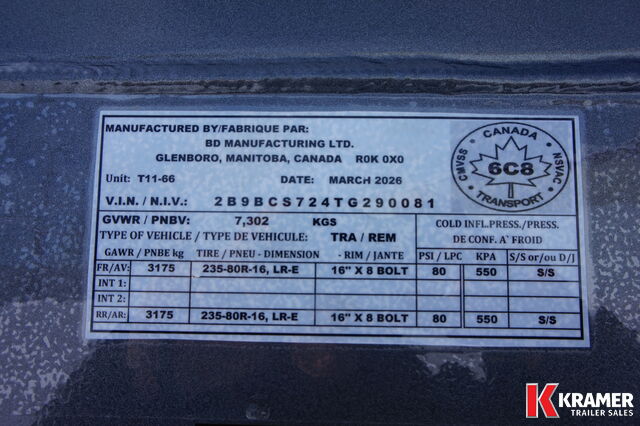 MANUFACTURED BY/FABRIQUE PAR:
BD MANUFACTURING LTD.
GLENBORO, MANITOBA, CANADA R0K 0X0
Unit: T11-66 DATE: MARCH 2026
V.I.N. / N.I.V.: 2B9BCS724TG290081
CANADA
CMVSS 6C8 NSVAC
TRANSPORT
GVWR / PNBV: 7,302 KGS COLD INFL.PRESS./PRESS.
TYPE OF VEHICLE / TYPE DE VEHICULE: TRA / REM DE CONF. A` FROID
GAWR / PNBE kg TIRE / PNEU - DIMENSION - RIM / JANTE PSI / LPC KPA S/S or/ou D/J
FR/AV: 3175 235-80R-16, LR-E 16" X 8 BOLT 80 550 S/S
INT 1:
INT 2:
RR/AR: 3175 235-80R-16, LR-E 16" X 8 BOLT 80 550 S/S
K KRAMER
TRAILER SALES